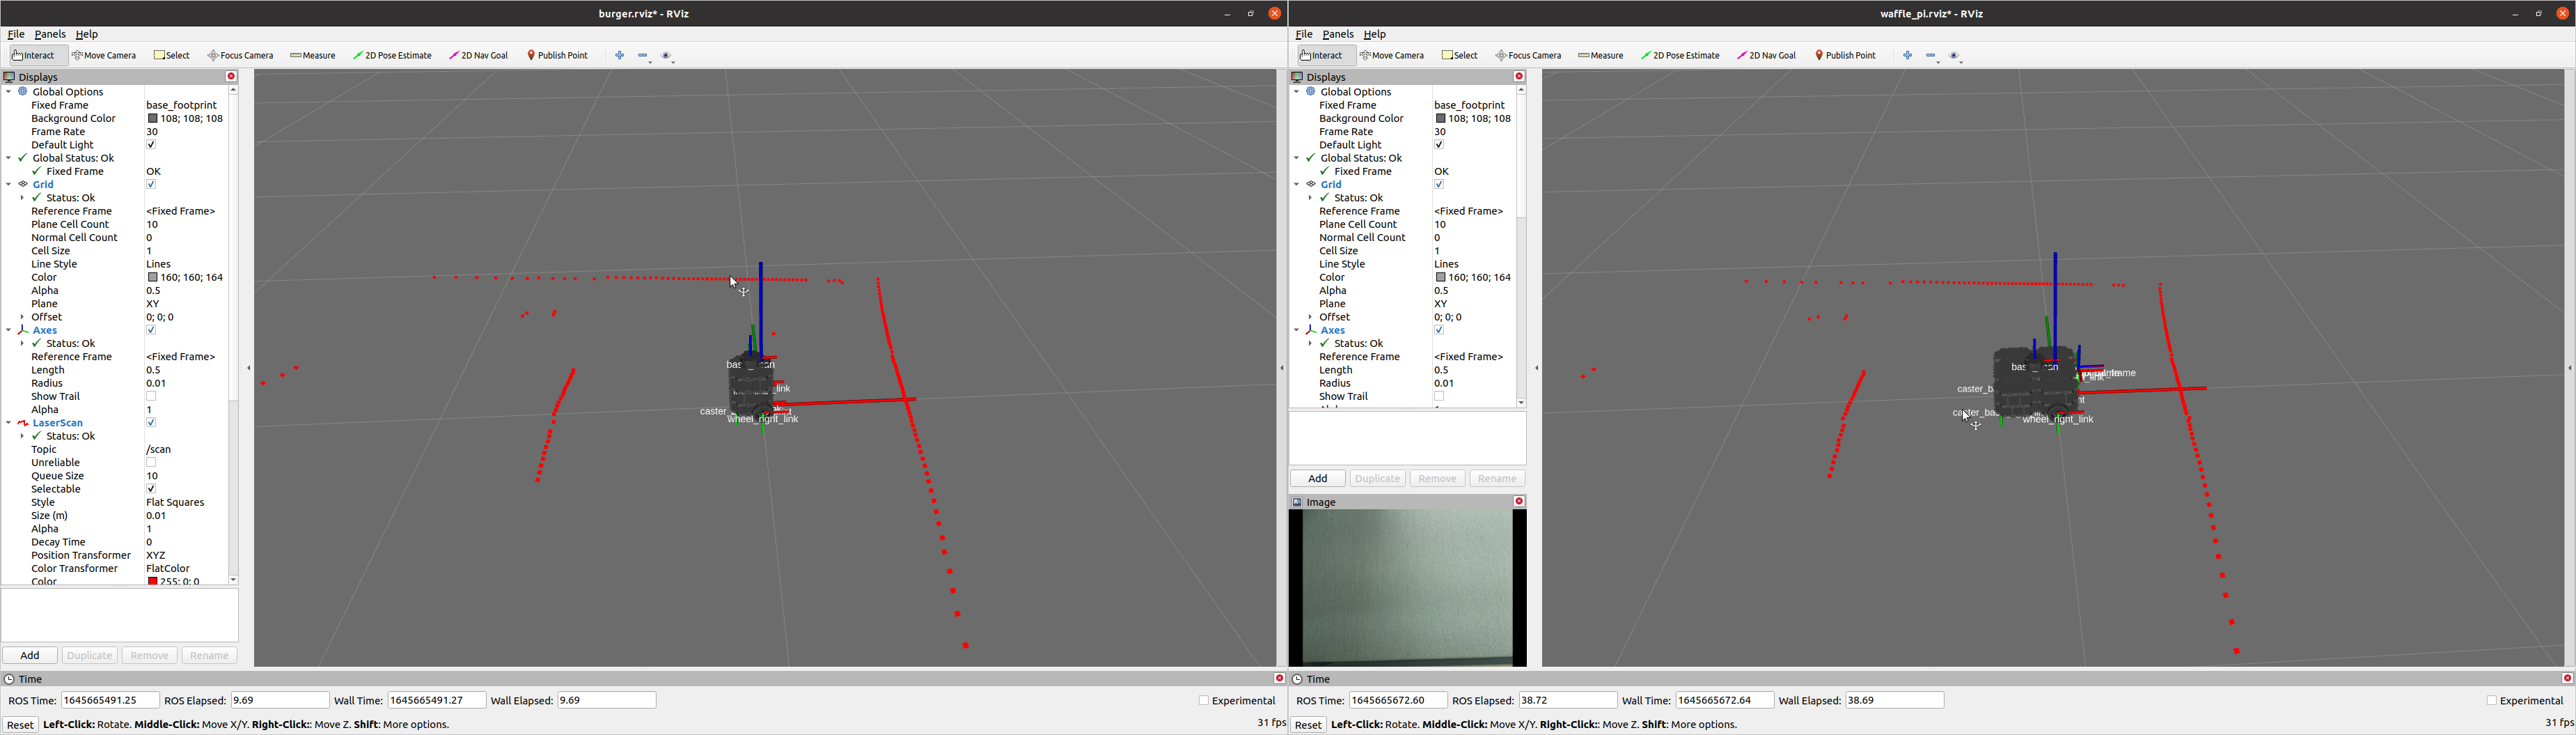 burger.rviz* - RViz
File Panels Help
Interact Move Camera Select Focus Camera Measure 2D Pose Estimate 2D Nav Goal Publish Point
Displays
Global Options
Fixed Frame base_footprint
Background Color 108; 108; 108
Frame Rate 30
Default Light
Global Status: Ok
Fixed Frame OK
Grid
Status: Ok
Reference Frame <Fixed Frame>
Plane Cell Count 10
Normal Cell Count 0
Cell Size 1
Line Style Lines
Color 160; 160; 164
Alpha 0.5
Plane XY
Offset 0; 0; 0
Axes
Status: Ok
Reference Frame <Fixed Frame>
Length 0.5
Radius 0.01
Show Trail
Alpha 1
LaserScan
Status: Ok
Topic /scan
Unreliable
Queue Size 10
Selectable
Style Flat Squares
Size (m) 0.01
Alpha 1
Decay Time 0
Position Transformer XYZ
Color Transformer FlatColor
Color 255; 0; 0
Add Duplicate Remove Rename
link
caster_
wheel_right_link
Time
ROS Time: 1645665491.25 ROS Elapsed: 9.69 Wall Time: 1645665491.27 Wall Elapsed: 9.69 Experimental
Reset Left-Click: Rotate. Middle-Click: Move X/Y. Right-Click:: Move Z. Shift: More options. 31 fps
waffle_pi.rviz* - RViz
File Panels Help
Interact Move Camera Select Focus Camera Measure 2D Pose Estimate 2D Nav Goal Publish Point
Displays
Global Options
Fixed Frame base_footprint
Background Color 108; 108; 108
Frame Rate 30
Default Light
Global Status: Ok
Fixed Frame OK
Grid
Status: Ok
Reference Frame <Fixed Frame>
Plane Cell Count 10
Normal Cell Count 0
Cell Size 1
Line Style Lines
Color 160; 160; 164
Alpha 0.5
Plane XY
Offset 0; 0; 0
Axes
Status: Ok
Reference Frame <Fixed Frame>
Length 0.5
Radius 0.01
Show Trail
Add Duplicate Remove Rename
Image
caster_b
caster_ba
wheel_right_link
Time
ROS Time: 1645665672.60 ROS Elapsed: 38.72 Wall Time: 1645665672.64 Wall Elapsed: 38.69 Experimental
Reset Left-Click: Rotate. Middle-Click: Move X/Y. Right-Click:: Move Z. Shift: More options. 31 fps